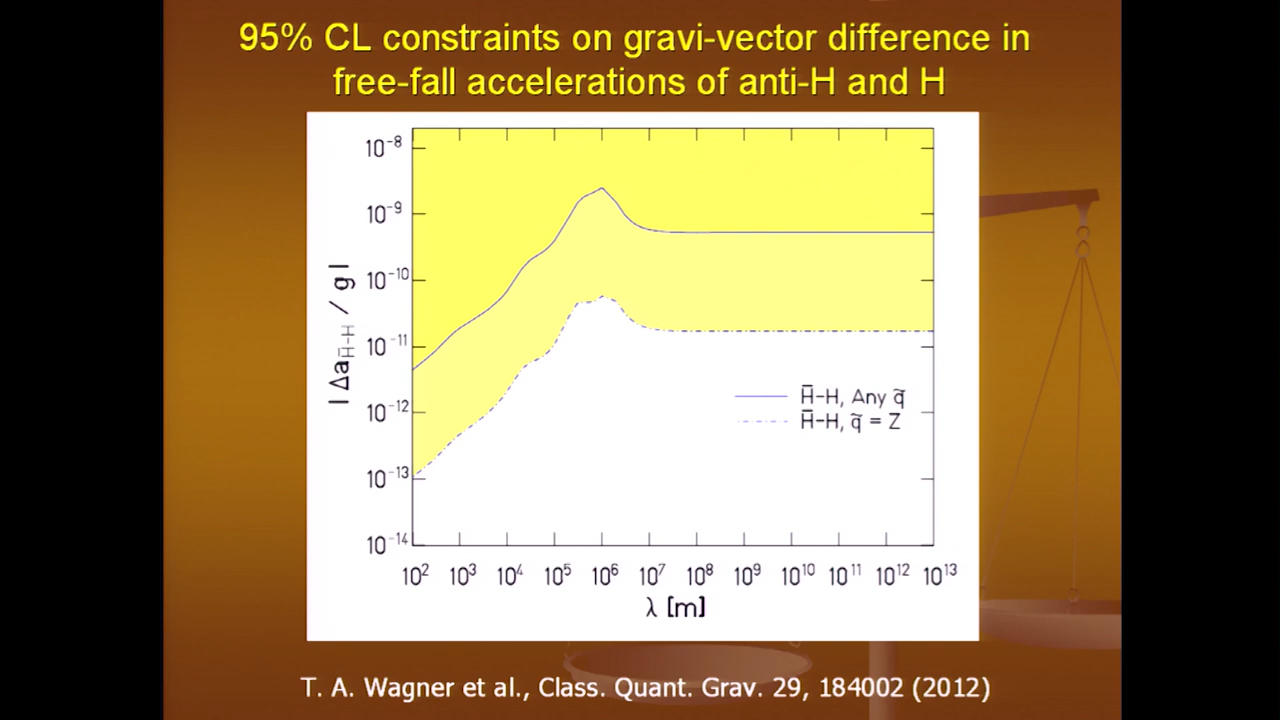 95% CL constraints on gravi-vector difference in
free-fall accelerations of anti-H and H
10⁻⁸
10⁻⁹
10⁻¹⁰
10⁻¹¹
10⁻¹²
10⁻¹³
10⁻¹⁴
| Δa_H̄-H / g |
H̄-H, Any q̃
H̄-H, q̃ = Z
10² 10³ 10⁴ 10⁵ 10⁶ 10⁷ 10⁸ 10⁹ 10¹⁰ 10¹¹ 10¹² 10¹³
λ [m]
T. A. Wagner et al., Class. Quant. Grav. 29, 184002 (2012)